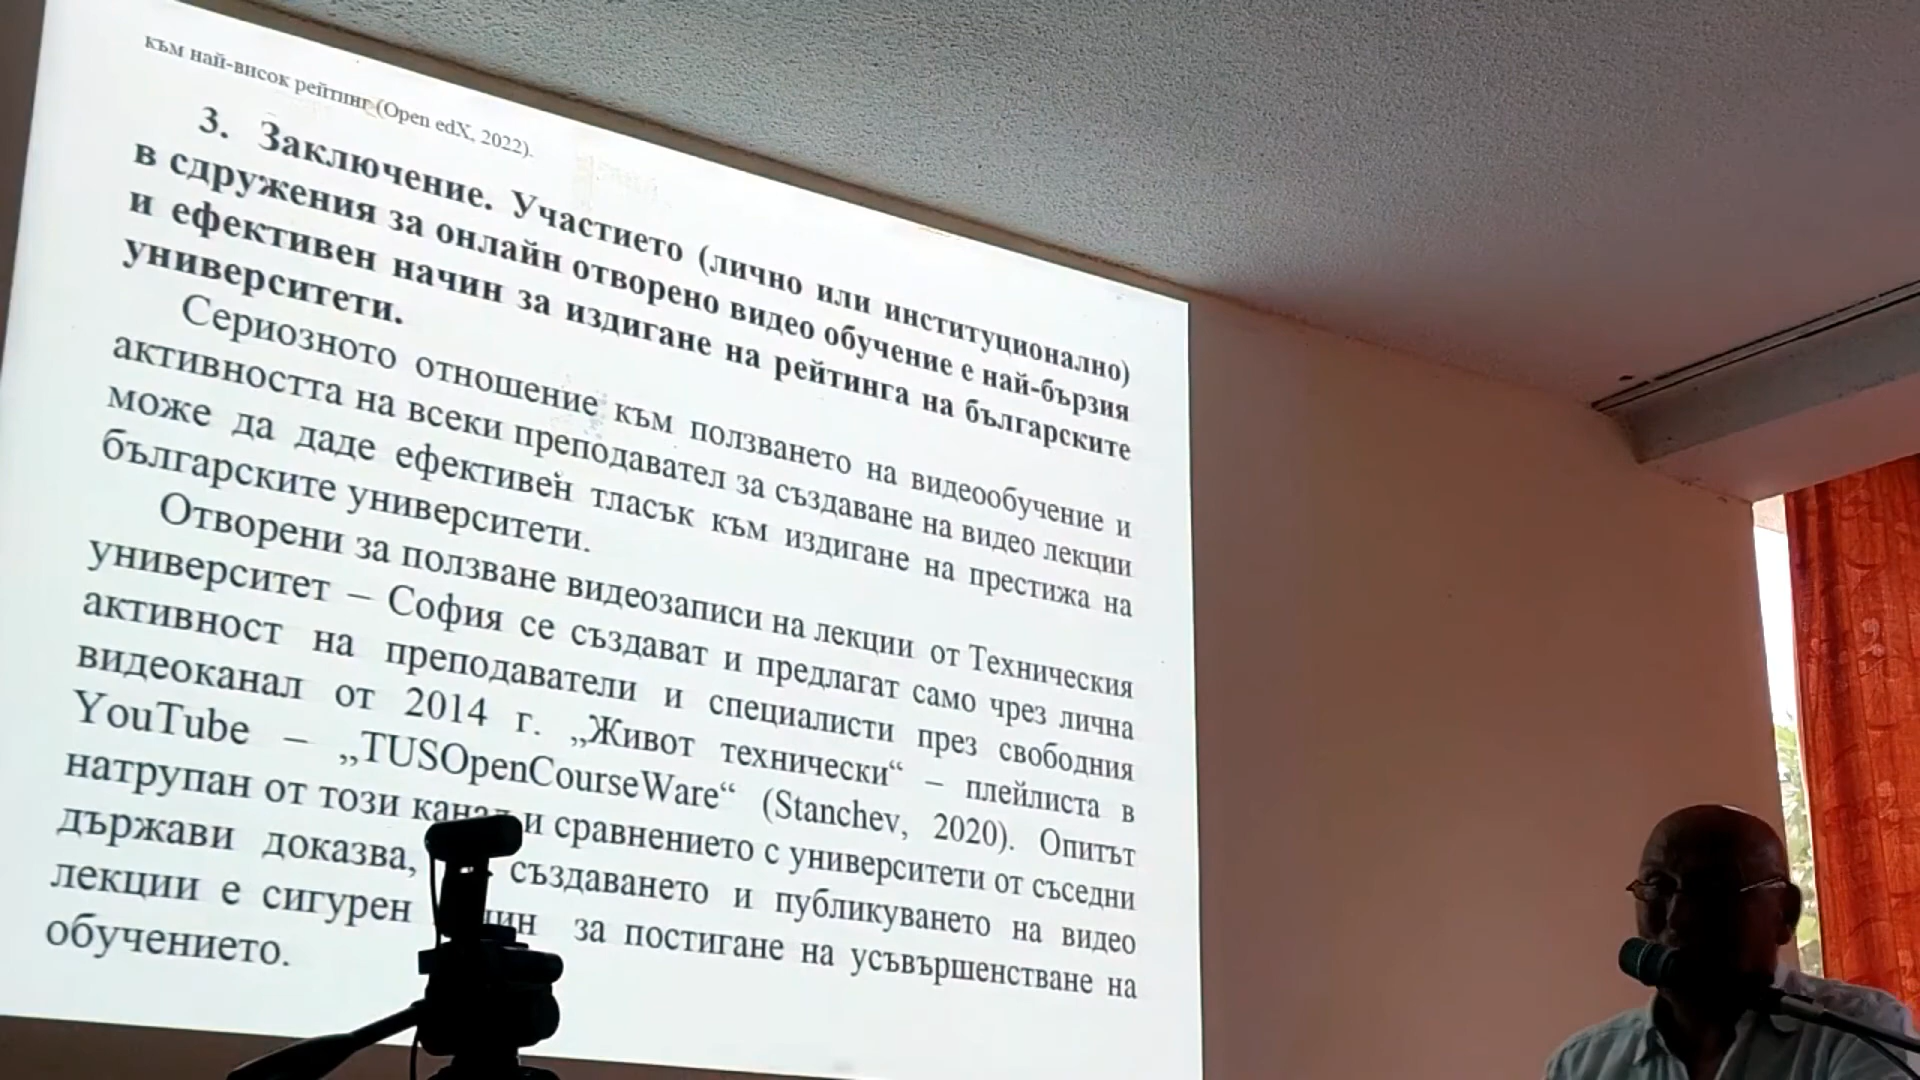 към най-висок рейтинг (Open edX, 2022).
3. Заключение. Участието (лично или институционално)
в сдружения за онлайн отворено видео обучение е най-бързия
и ефективен начин за издигане на рейтинга на българските
университети.
Сериозното отношение към ползването на видеообучение и
активността на всеки преподавател за създаване на видео лекции
може да даде ефективен тласък към издигане на престижа на
българските университети.
Отворени за ползване видеозаписи на лекции от Техническия
университет – София се създават и предлагат само чрез лична
активност на преподаватели и специалисти през свободния
видеоканал от 2014 г. „Живот технически“ – плейлиста в
YouTube – „TUSOpenCourseWare“ (Stanchev, 2020). Опитът
натрупан от този канал и сравнението с университети от съседни
държави доказва, създаването и публикуването на видео
лекции е сигурен за постигане на усъвършенстване на
обучението.